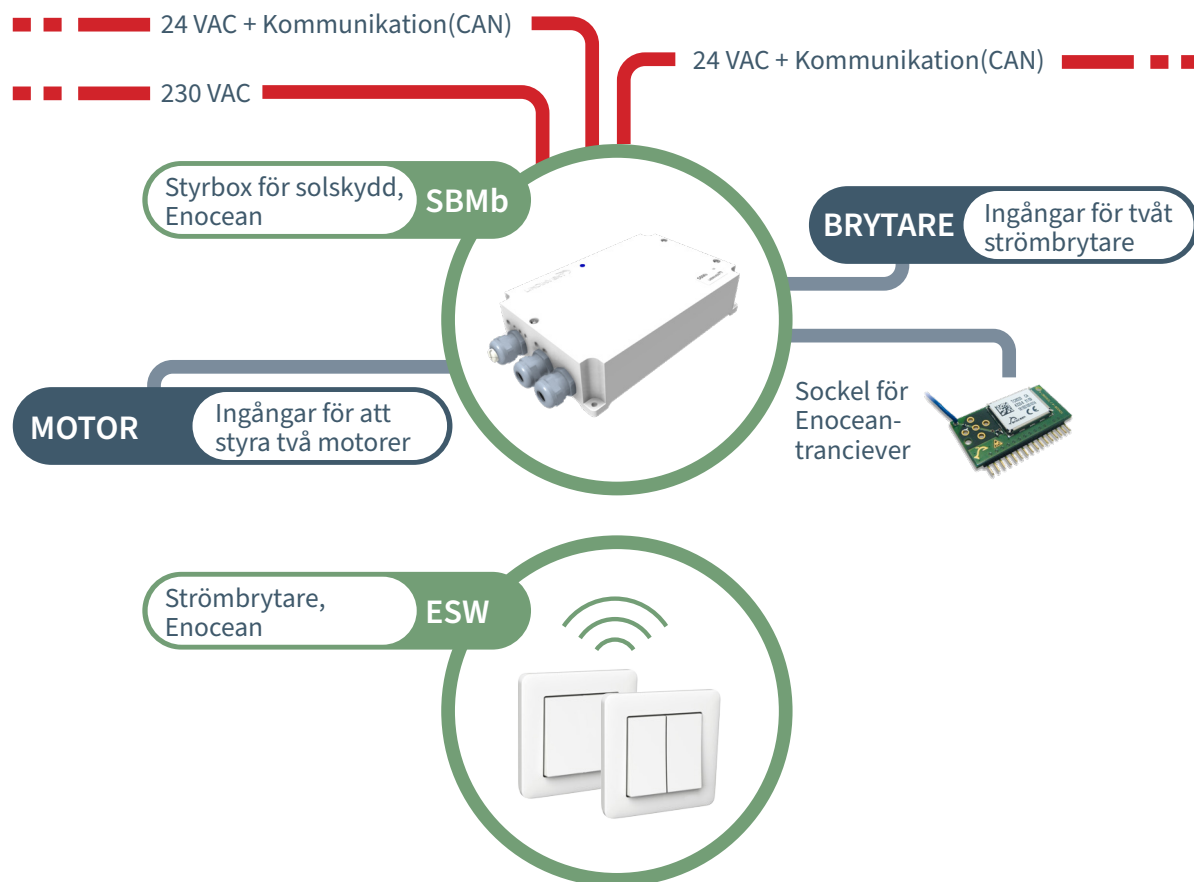 24 VAC + Kommunikation(CAN)
24 VAC + Kommunikation(CAN)
230 VAC
Styrbox för solskydd,
Enocean
SBMb
BRYTARE
Ingångar för tvåt
strömbrytare
MOTOR
Ingångar för att
styra två motorer
Sockel för
Enocean-
tranciever
Strömbrytare,
Enocean
ESW